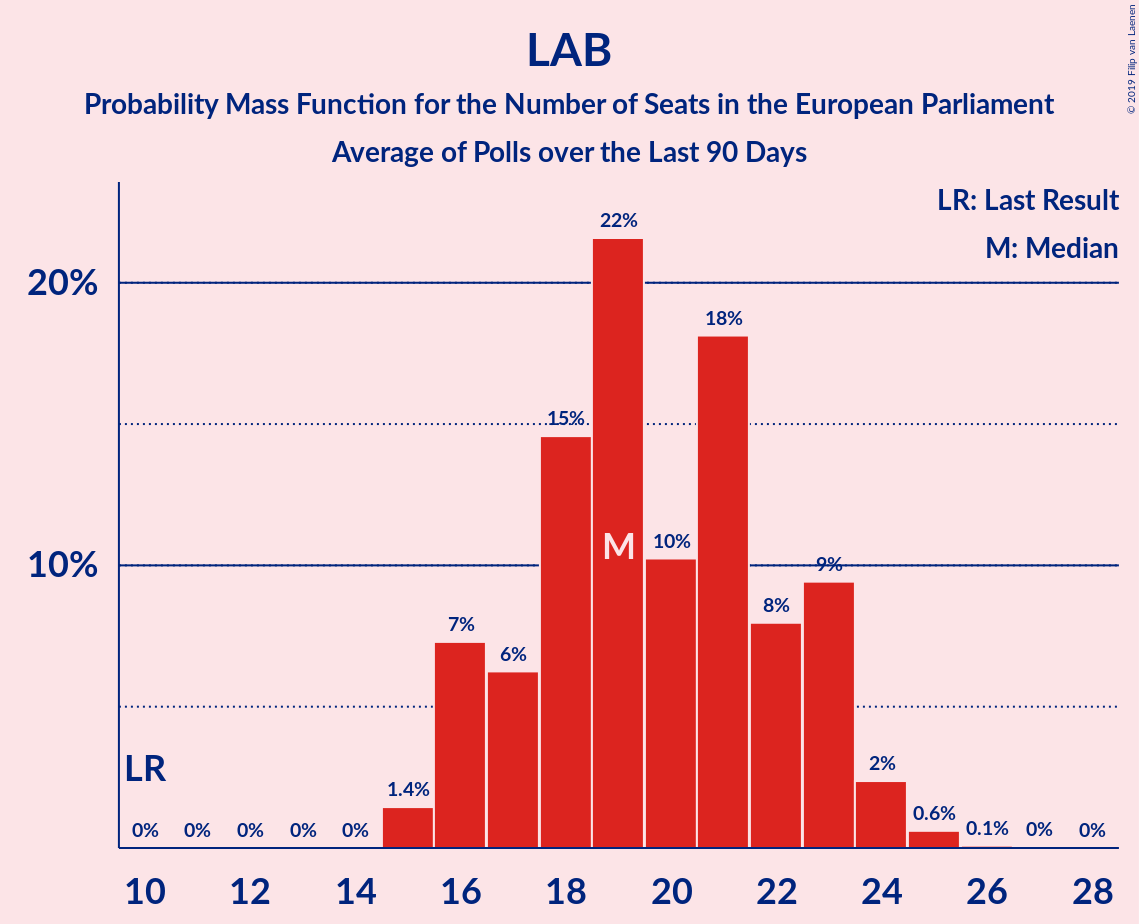 LAB
Probability Mass Function for the Number of Seats in the European Parliament
Average of Polls over the Last 90 Days
© 2019 Filip van Laenen
LR: Last Result
M: Median
20%
10%
22%
18%
15%
M
10%
9%
8%
7%
6%
LR
2%
1.4%
0.6%
0% 0% 0% 0% 0% 0.1% 0% 0%
10 12 14 16 18 20 22 24 26 28